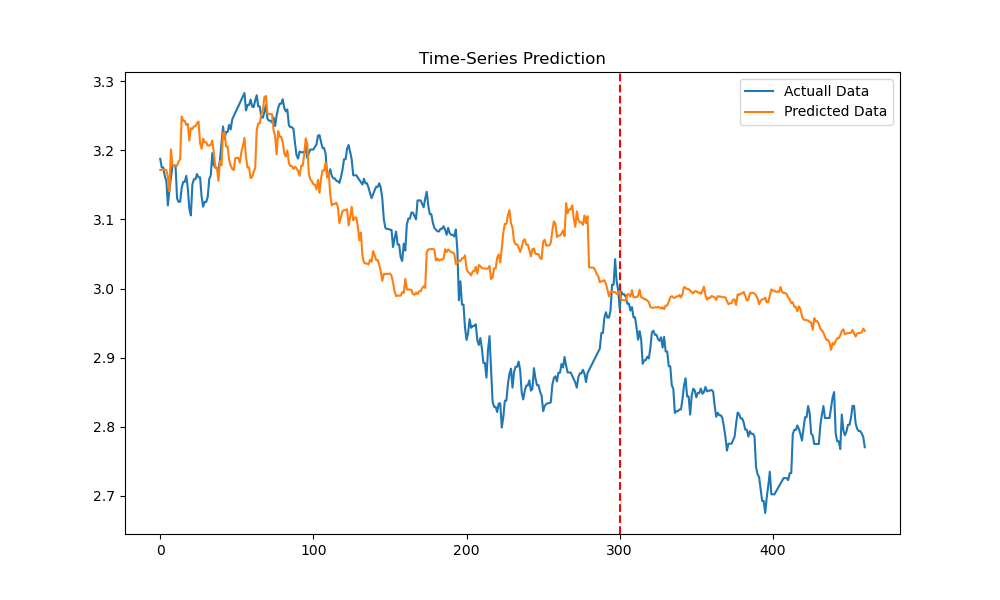 Time-Series Prediction
Actuall Data
Predicted Data
3.3
3.2
3.1
3.0
2.9
2.8
2.7
0 100 200 300 400